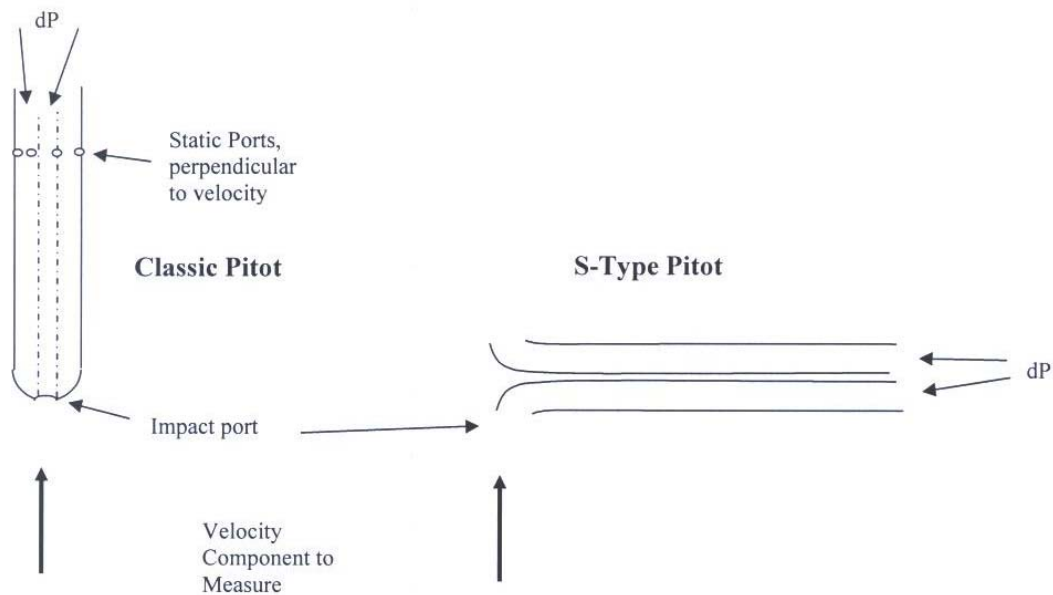 dP
Static Ports,
perpendicular
to velocity
Classic Pitot
S-Type Pitot
dP
Impact port
Velocity
Component to
Measure